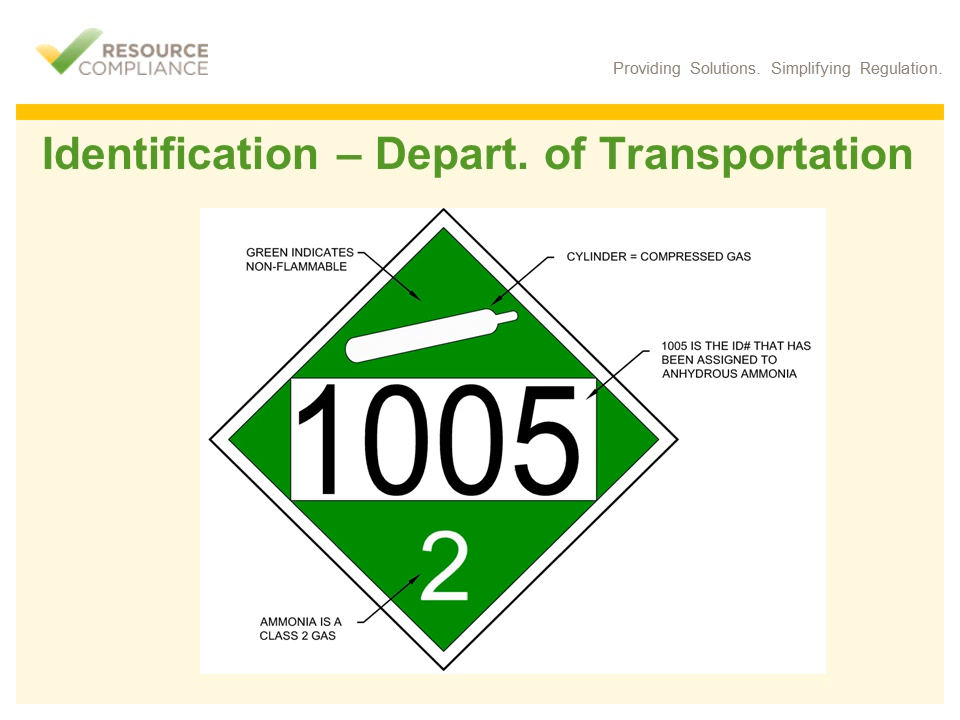 RESOURCE
COMPLIANCE
Providing Solutions. Simplifying Regulation.
Identification – Depart. of Transportation
GREEN INDICATES
NON-FLAMMABLE
CYLINDER = COMPRESSED GAS
1005 IS THE ID# THAT HAS
BEEN ASSIGNED TO
ANHYDROUS AMMONIA
1005
2
AMMONIA IS A
CLASS 2 GAS